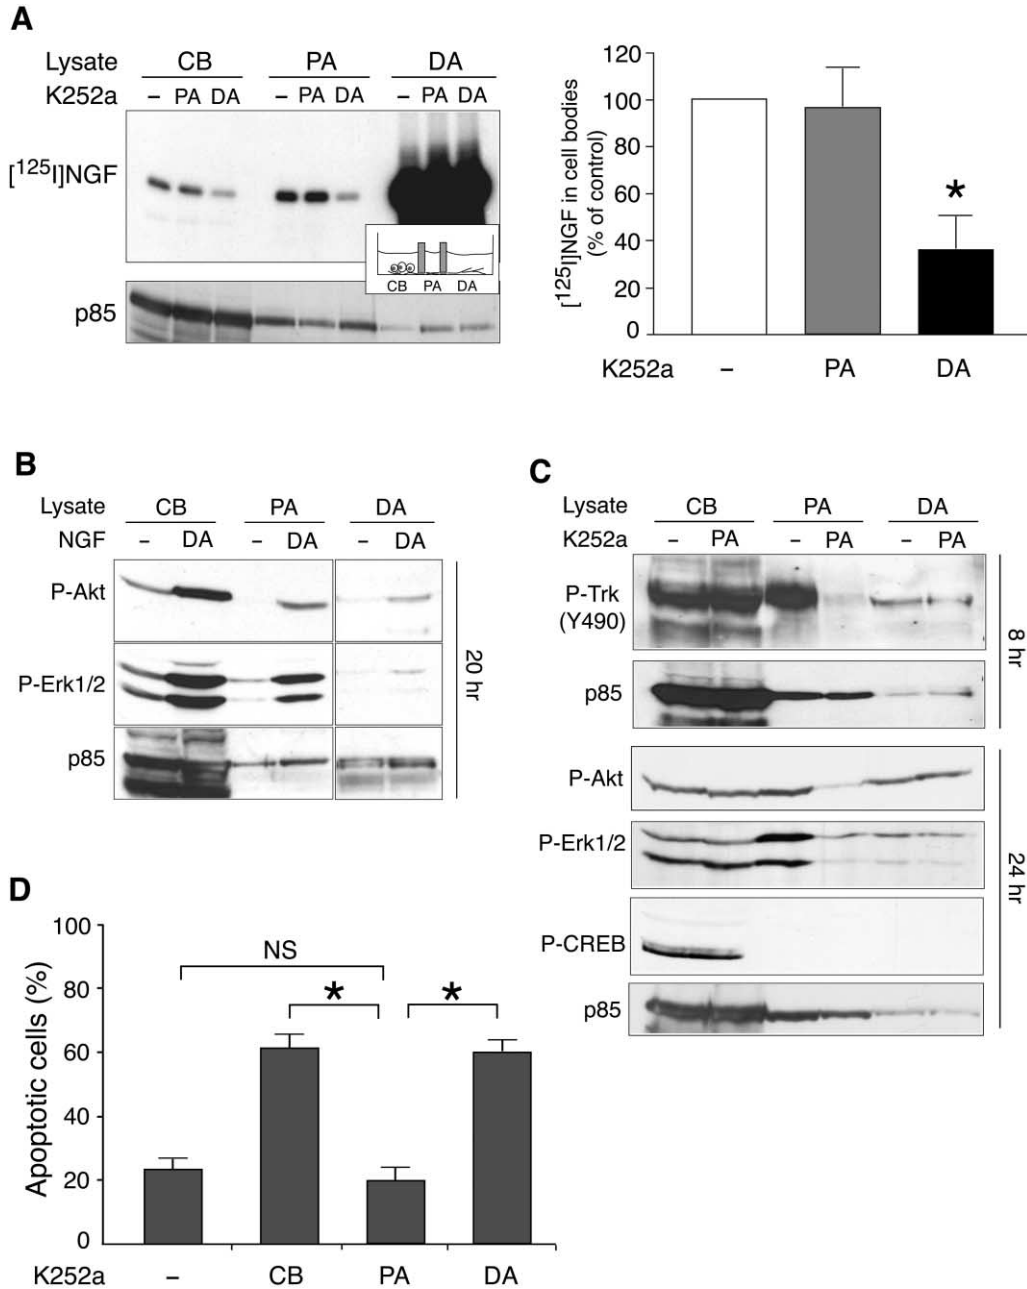 A
Lysate CB PA DA
K252a – PA DA – PA DA – PA DA
[125I]NGF
CB PA DA
p85
[125I]NGF in cell bodies
(% of control)
120
100
80
60
40
20
0
*
K252a – PA DA
B
Lysate CB PA DA
NGF – DA – DA – DA
P-Akt
P-Erk1/2
p85
20 hr
C
Lysate CB PA DA
K252a – PA – PA – PA
P-Trk
(Y490)
p85
8 hr
P-Akt
P-Erk1/2
P-CREB
p85
24 hr
D
Apoptotic cells (%)
100
80
60
40
20
0
NS
* *
K252a – CB PA DA